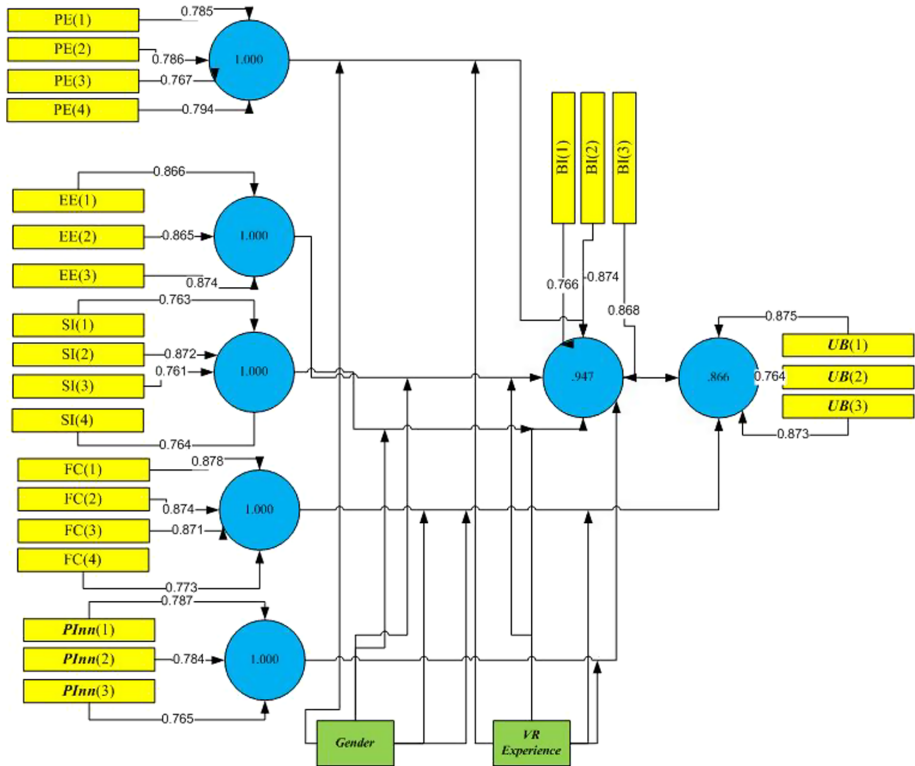 PE(1)
0.785
PE(2)
0.786
PE(3)
0.767
PE(4)
0.794
1.000
BI(1)
BI(2)
BI(3)
0.766
0.874
0.868
EE(1)
0.866
EE(2)
0.865
EE(3)
0.874
1.000
SI(1)
0.763
SI(2)
0.872
SI(3)
0.761
SI(4)
0.764
1.000
.947
.866
0.875
UB(1)
0.764
UB(2)
UB(3)
0.873
FC(1)
0.878
FC(2)
0.874
FC(3)
0.871
FC(4)
0.773
1.000
0.787
PInn(1)
PInn(2)
0.784
PInn(3)
0.765
1.000
Gender
VR
Experience